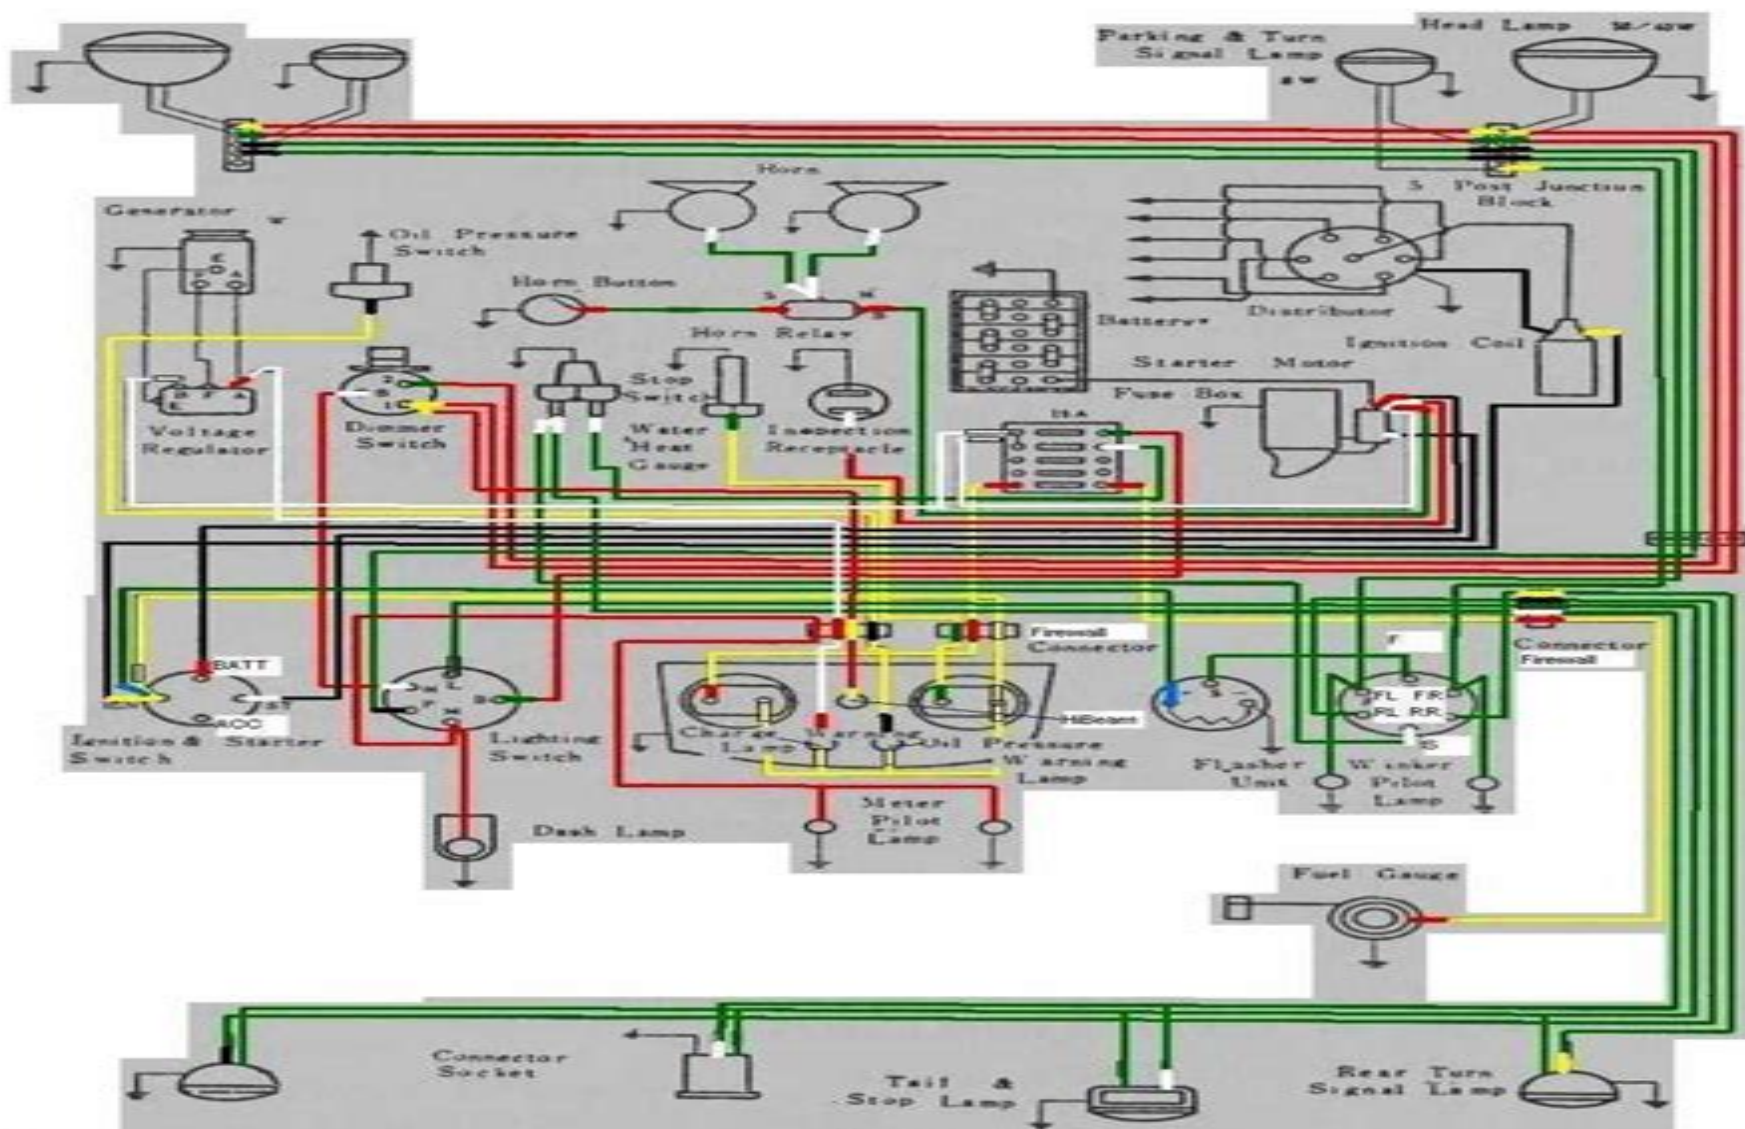 Head Lamp
Parking & Turn
Signal Lamp
8W
Horn
5 Post Junction
Block
Generator
Oil Pressure
Switch
E
F A
Horn Button
Horn Relay
Battery
Distributor
Ignition Coil
Starter Motor
Fuse Box
Stop
Switch
2
B
1
B F A
E
Dimmer
Switch
Voltage
Regulator
Water
Heat
Gauge
Inspection
Receptacle
Firewall
Connector
Connector
Firewall
BATT
ST
ACC
Ignition & Starter
Switch
H
L
F
B
Lighting
Switch
F
FL FR
RL RR
S
HiBeam
Charge Warning
Lamp
Oil Pressure
Warning
Lamp
Flasher
Unit
Winker
Pilot
Lamp
Dash Lamp
Meter
Pilot
Lamp
Fuel Gauge
Connector
Socket
Tail &
Stop Lamp
Rear Turn
Signal Lamp